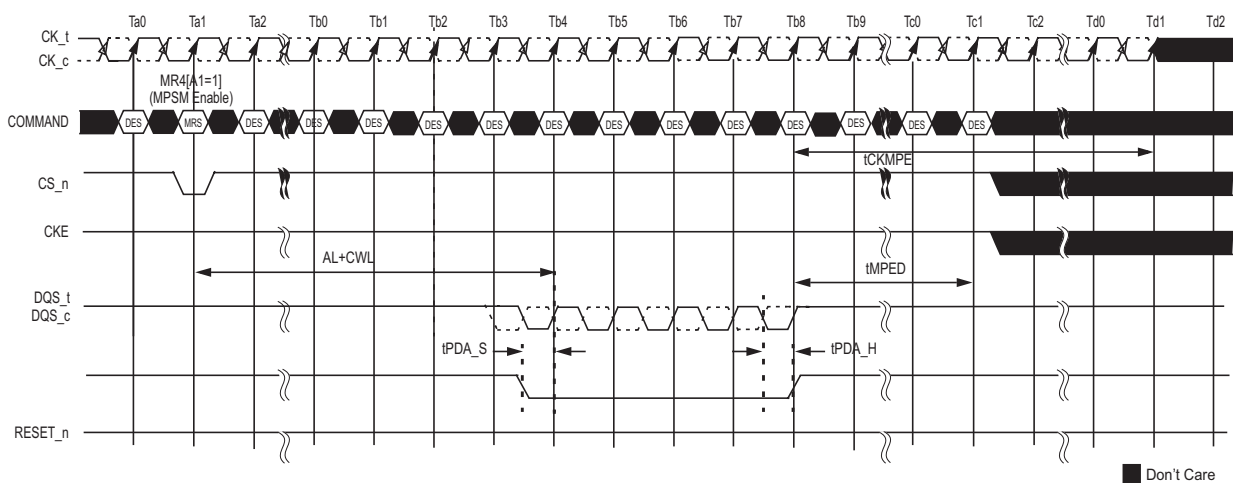 Ta0 Ta1 Ta2 Tb0 Tb1 Tb2 Tb3 Tb4 Tb5 Tb6 Tb7 Tb8 Tb9 Tc0 Tc1 Tc2 Td0 Td1 Td2
CK_t
CK_c
MR4[A1=1]
(MPSM Enable)
COMMAND DES MRS DES DES DES DES DES DES DES DES DES DES DES DES DES
tCKMPE
CS_n
CKE
AL+CWL
tMPED
DQS_t
DQS_c
tPDA_S tPDA_H
RESET_n
Don't Care